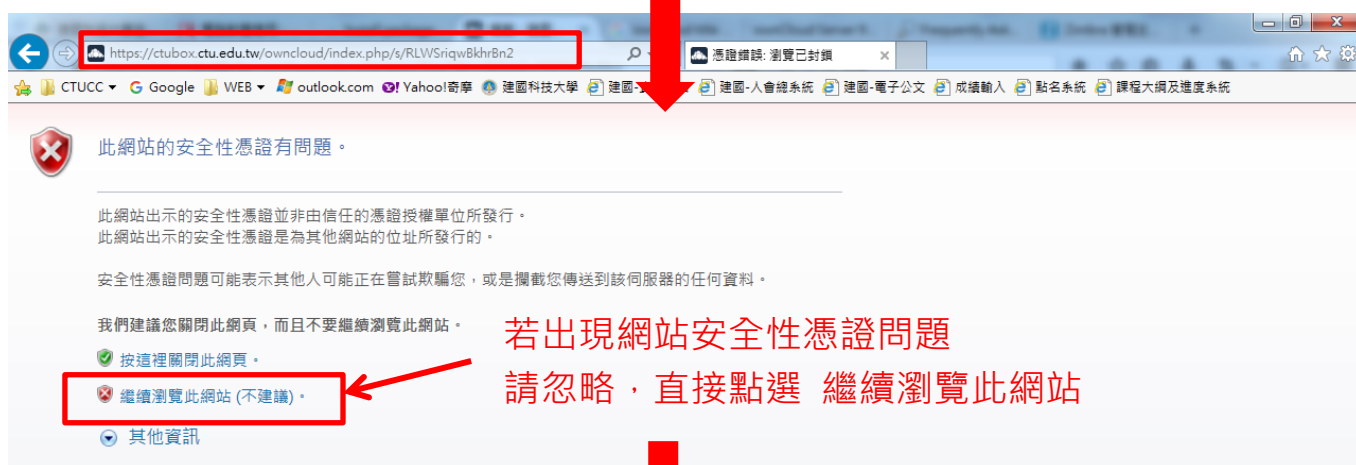 https://ctubox.ctu.edu.tw/owncloud/index.php/s/RLWSriqwBkhrBn2
憑證錯誤: 瀏覽已封鎖
CTUCC Google WEB outlook.com Yahoo!奇摩 建國科技大學 建國- 建國-人會總系統 建國-電子公文 成績輸入 點名系統 課程大綱及進度系統
此網站的安全性憑證有問題。
此網站出示的安全性憑證並非由信任的憑證授權單位所發行。
此網站出示的安全性憑證是為其他網站的位址所發行的。
安全性憑證問題可能表示其他人可能正在嘗試欺騙您，或是攔截您傳送到該伺服器的任何資料。
我們建議您關閉此網頁，而且不要繼續瀏覽此網站。
若出現網站安全性憑證問題
按這裡關閉此網頁。
請忽略，直接點選 繼續瀏覽此網站
繼續瀏覽此網站 (不建議)。
其他資訊